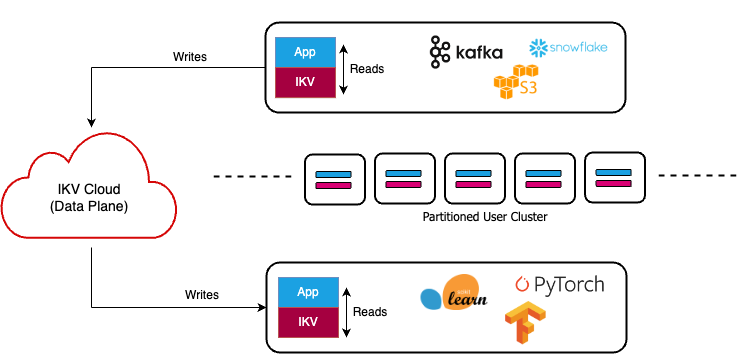 Writes
App
IKV
Reads
kafka
snowflake
S3
IKV Cloud
(Data Plane)
Partitioned User Cluster
Writes
App
IKV
Reads
learn
PyTorch